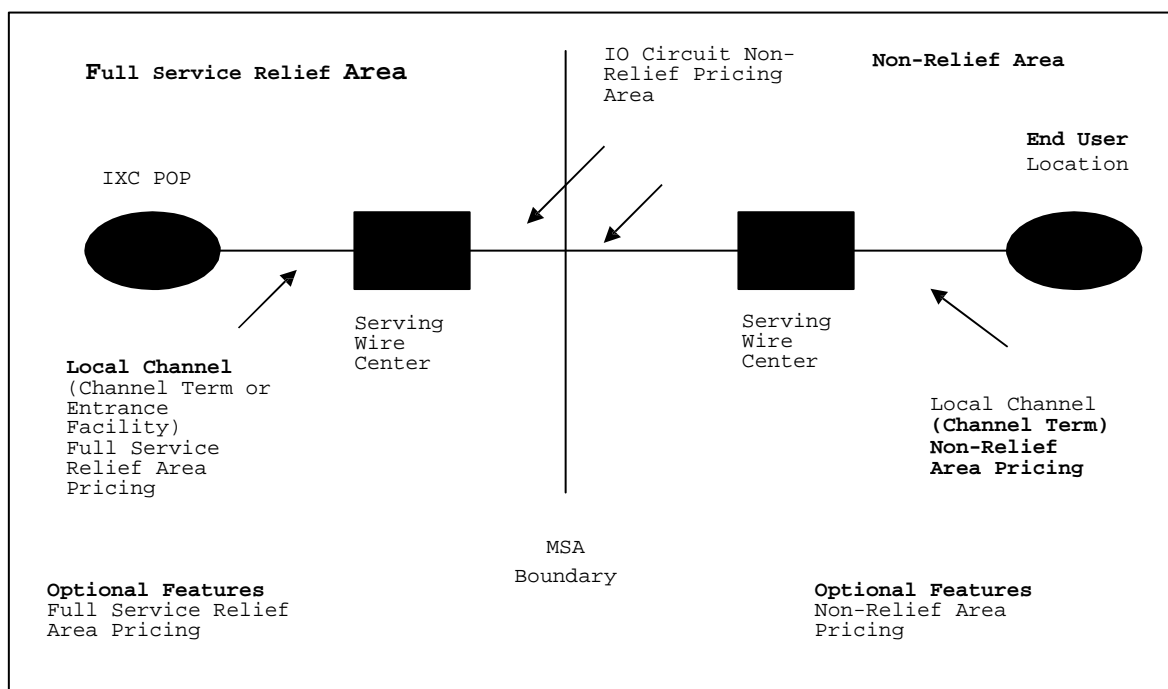 Full Service Relief Area
IO Circuit Non-
Relief Pricing
Area
Non-Relief Area
End User
Location
IXC POP
Serving
Wire
Center
Serving
Wire
Center
Local Channel
(Channel Term or
Entrance
Facility)
Full Service
Relief Area
Pricing
Local Channel
(Channel Term)
Non-Relief
Area Pricing
MSA
Boundary
Optional Features
Full Service Relief
Area Pricing
Optional Features
Non-Relief Area
Pricing